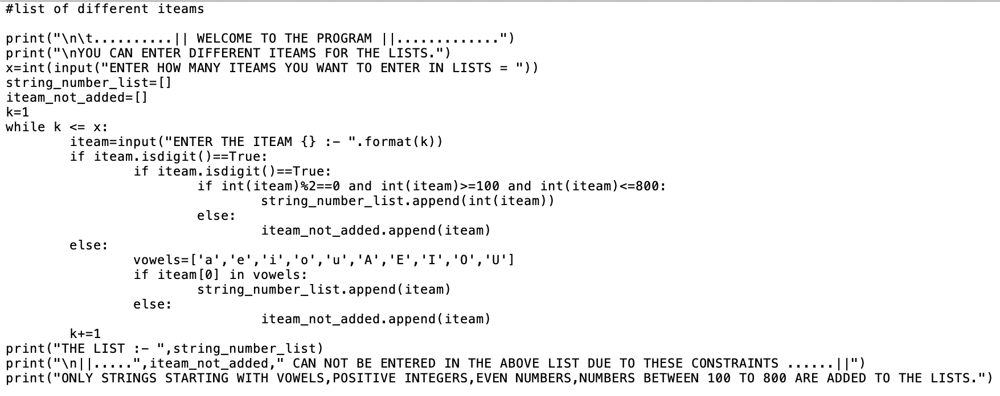 #list of different iteams
print("\n\t..........|| WELCOME TO THE PROGRAM ||.............")
print("\nYOU CAN ENTER DIFFERENT ITEAMS FOR THE LISTS.")
x=int(input("ENTER HOW MANY ITEAMS YOU WANT TO ENTER IN LISTS = "))
string_number_list=[]
iteam_not_added=[]
k=1
while k <= x:
        iteam=input("ENTER THE ITEAM {} :- ".format(k))
        if iteam.isdigit()==True:
                if iteam.isdigit()==True:
                        if int(iteam)%2==0 and int(iteam)>=100 and int(iteam)<=800:
                                string_number_list.append(int(iteam))
                        else:
                                iteam_not_added.append(iteam)
        else:
                vowels=['a','e','i','o','u','A','E','I','O','U']
                if iteam[0] in vowels:
                        string_number_list.append(iteam)
                else:
                                iteam_not_added.append(iteam)
        k+=1
print("THE LIST :- ",string_number_list)
print("\n||.....",iteam_not_added," CAN NOT BE ENTERED IN THE ABOVE LIST DUE TO THESE CONSTRAINTS ......||")
print("ONLY STRINGS STARTING WITH VOWELS,POSITIVE INTEGERS,EVEN NUMBERS,NUMBERS BETWEEN 100 TO 800 ARE ADDED TO THE LISTS.")